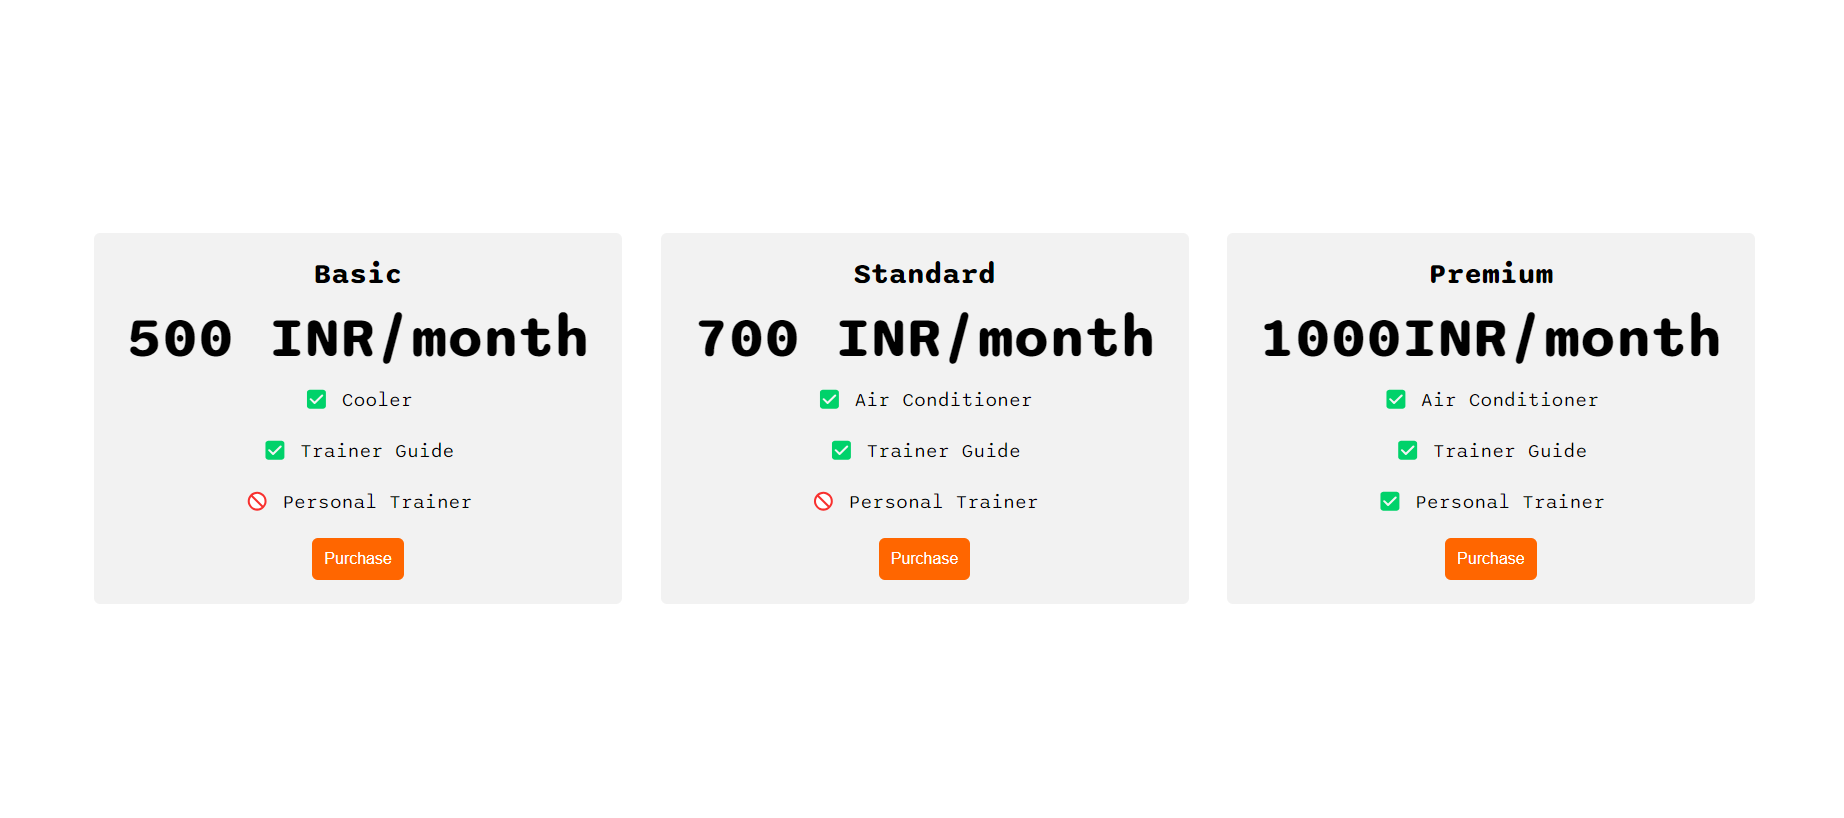 Basic
500 INR/month
Cooler
Trainer Guide
Personal Trainer
Purchase
Standard
700 INR/month
Air Conditioner
Trainer Guide
Personal Trainer
Purchase
Premium
1000INR/month
Air Conditioner
Trainer Guide
Personal Trainer
Purchase